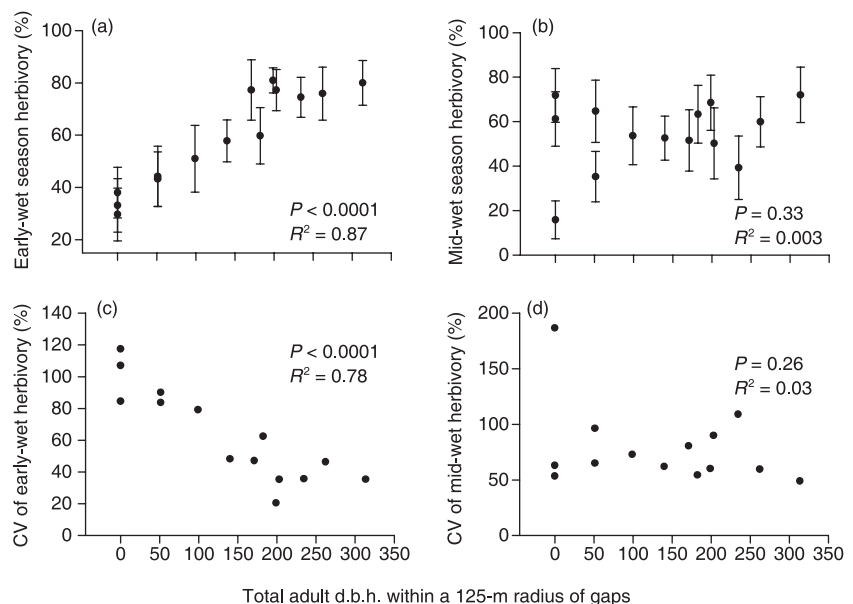 (a)
Early-wet season herbivory (%)
80
60
40
20
P < 0.0001
R² = 0.87
(b)
Mid-wet season herbivory (%)
100
80
60
40
20
0
P = 0.33
R² = 0.003
(c)
CV of early-wet herbivory (%)
140
120
100
80
60
40
20
0
P < 0.0001
R² = 0.78
0 50 100 150 200 250 300 350
(d)
CV of mid-wet herbivory (%)
200
150
100
50
0
P = 0.26
R² = 0.03
0 50 100 150 200 250 300 350
Total adult d.b.h. within a 125-m radius of gaps